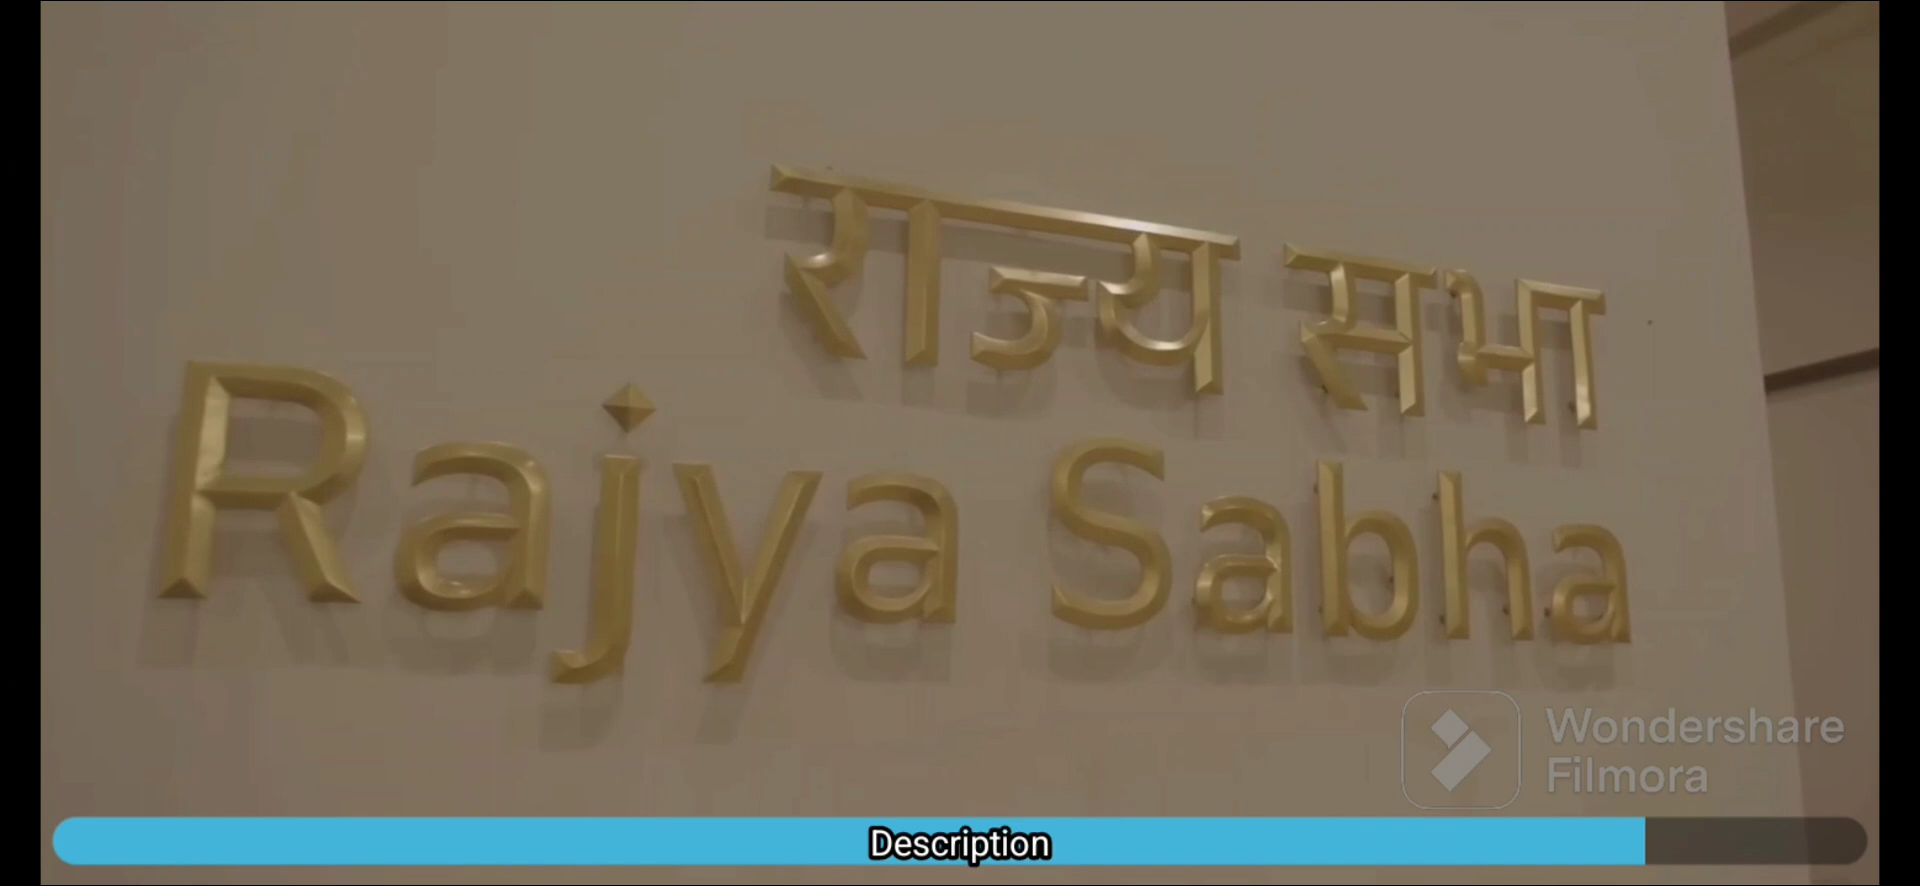 राज्य सभा
Rajya Sabha
Wondershare
Filmora
Description